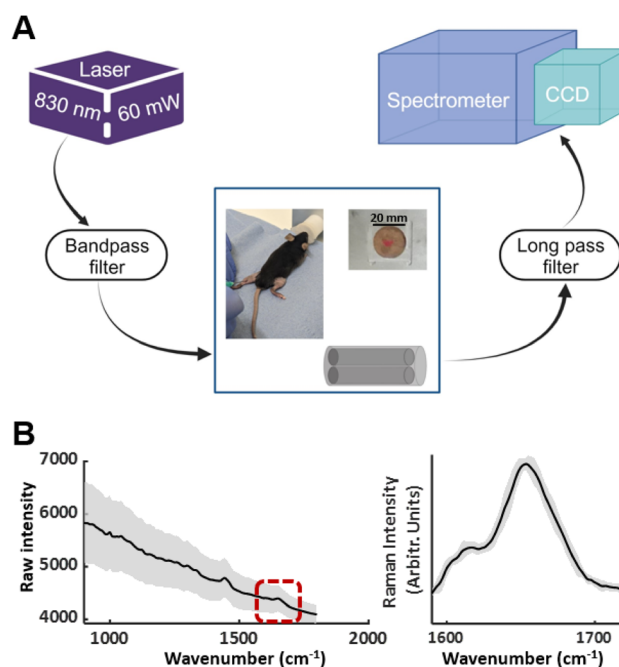 A
Laser
830 nm
60 mW
Spectrometer
CCD
Bandpass
filter
20 mm
Long pass
filter
B
Raw intensity
7000
6000
5000
4000
1000
1500
2000
Wavenumber (cm⁻¹)
Raman Intensity
(Arbitr. Units)
1600
1700
Wavenumber (cm⁻¹)